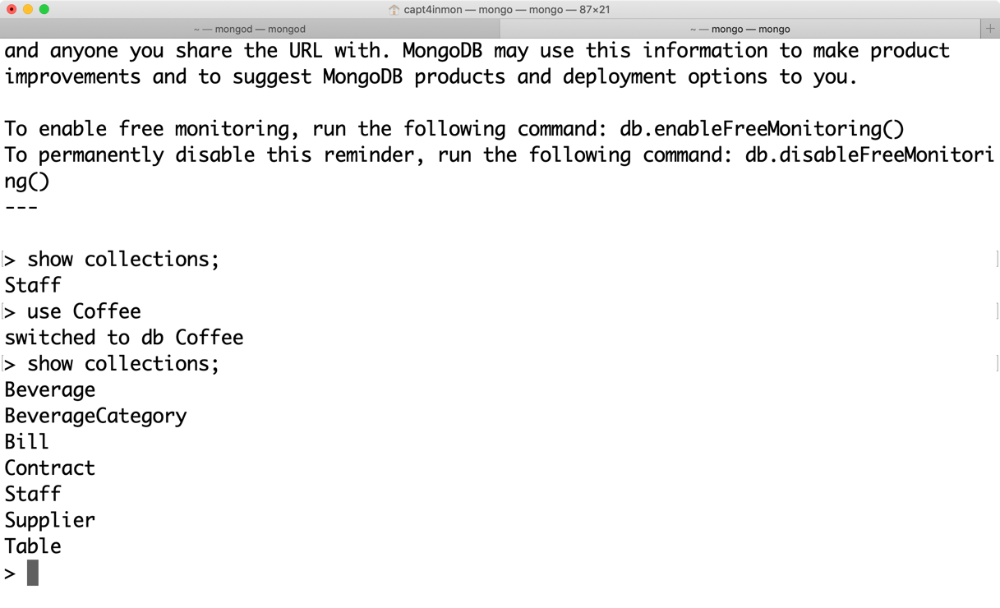 capt4inmon — mongo — mongo — 87×21
~ — mongod — mongod
~ — mongo — mongo
and anyone you share the URL with. MongoDB may use this information to make product
improvements and to suggest MongoDB products and deployment options to you.
To enable free monitoring, run the following command: db.enableFreeMonitoring()
To permanently disable this reminder, run the following command: db.disableFreeMonitori
ng()
---
[> show collections; ]
Staff
[> use Coffee ]
switched to db Coffee
[> show collections; ]
Beverage
BeverageCategory
Bill
Contract
Staff
Supplier
Table
>